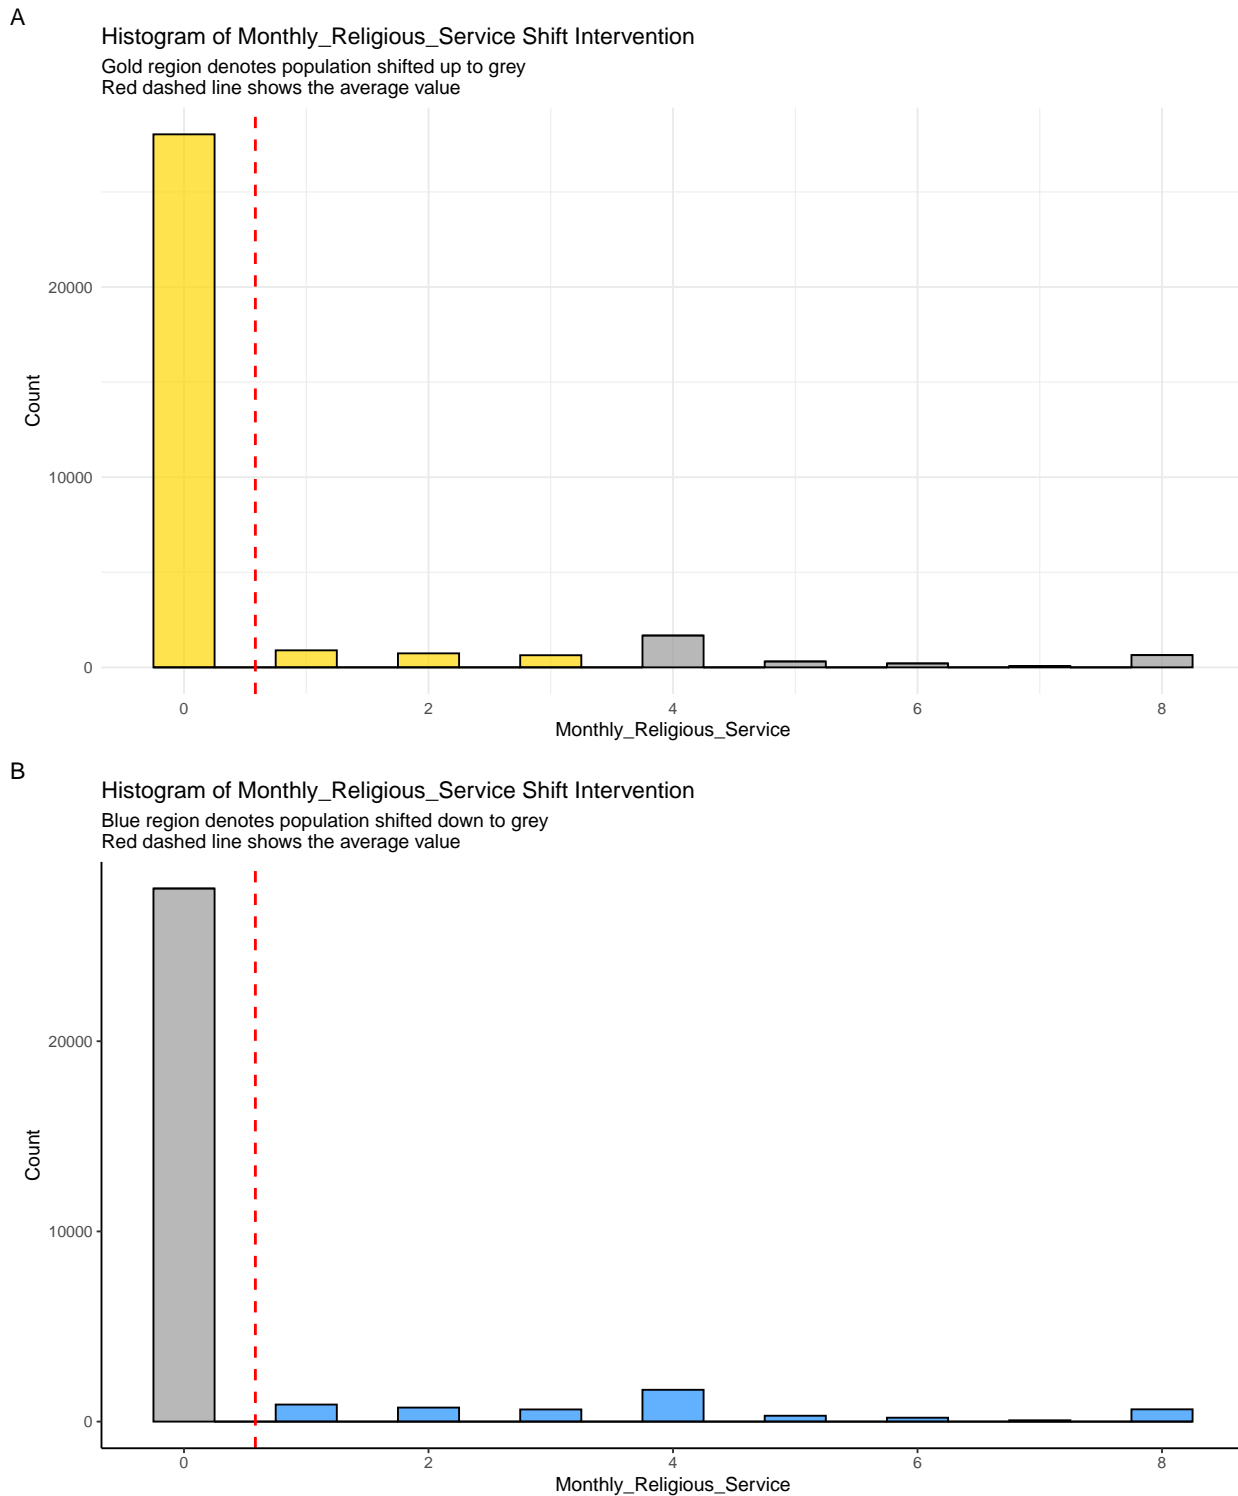 A
Histogram of Monthly_Religious_Service Shift Intervention
Gold region denotes population shifted up to grey
Red dashed line shows the average value
Count
20000
10000
0
0 2 4 6 8
Monthly_Religious_Service
B
Histogram of Monthly_Religious_Service Shift Intervention
Blue region denotes population shifted down to grey
Red dashed line shows the average value
Count
20000
10000
0
0 2 4 6 8
Monthly_Religious_Service